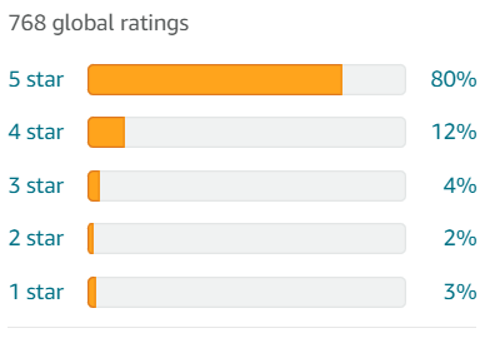 768 global ratings
5 star 80%
4 star 12%
3 star 4%
2 star 2%
1 star 3%